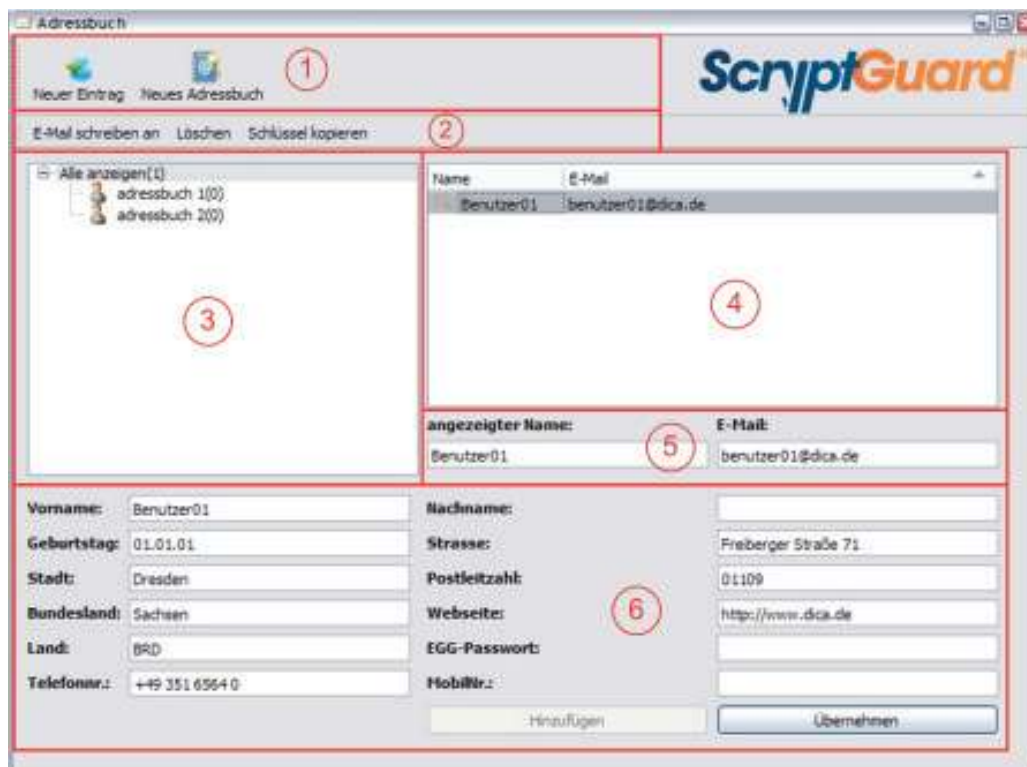 Adressbuch
ScryptGuard
Neuer Eintrag Neues Adressbuch
1
E-Mail schreiben an Löschen Schlüssel kopieren
2
Alle anzeigen(1)
adressbuch 1(0)
adressbuch 2(0)
3
Name E-Mail
Benutzer01 benutzer01@dica.de
4
angezeigter Name: E-Mail:
Benutzer01 benutzer01@dica.de
5
Vorname: Benutzer01 Nachname:
Geburtstag: 01.01.01 Strasse: Freiberger Straße 71
Stadt: Dresden Postleitzahl: 01109
Bundesland: Sachsen Webseite: http://www.dica.de
6
Land: BRD EGG-Passwort:
Telefonnr.: +49 351 6564 0 MobilNr.:
Hinzufügen Übernehmen